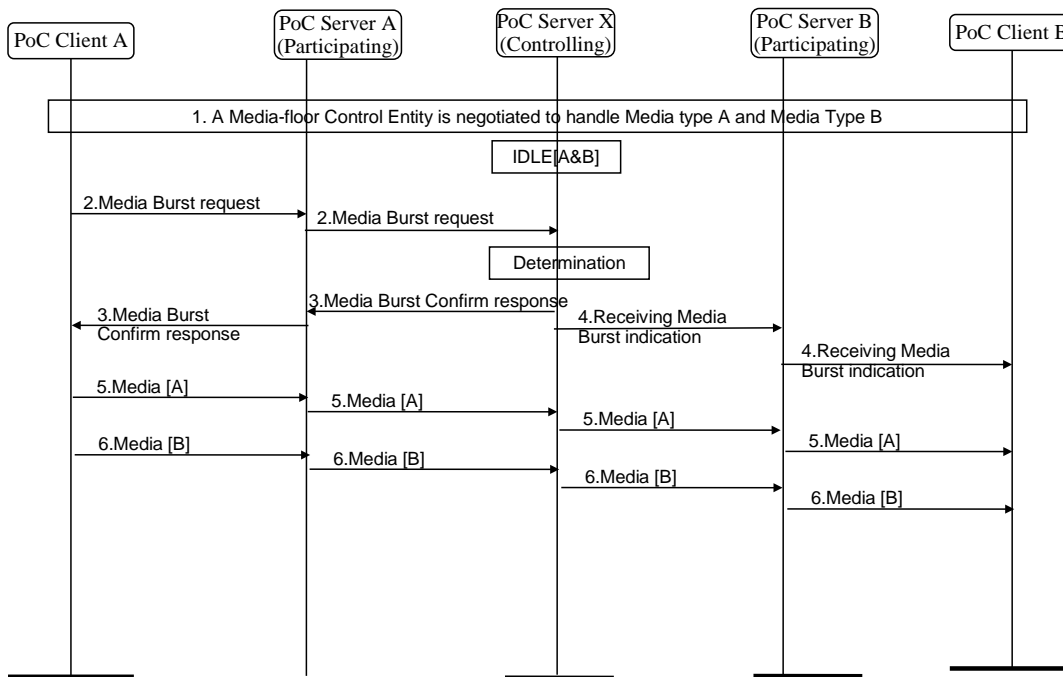 PoC Client A
PoC Server A
(Participating)
PoC Server X
(Controlling)
PoC Server B
(Participating)
PoC Client B
1. A Media-floor Control Entity is negotiated to handle Media type A and Media Type B
IDLE[A&B]
2.Media Burst request
2.Media Burst request
Determination
3.Media Burst Confirm response
3.Media Burst
Confirm response
4.Receiving Media
Burst indication
4.Receiving Media
Burst indication
5.Media [A]
5.Media [A]
5.Media [A]
5.Media [A]
6.Media [B]
6.Media [B]
6.Media [B]
6.Media [B]